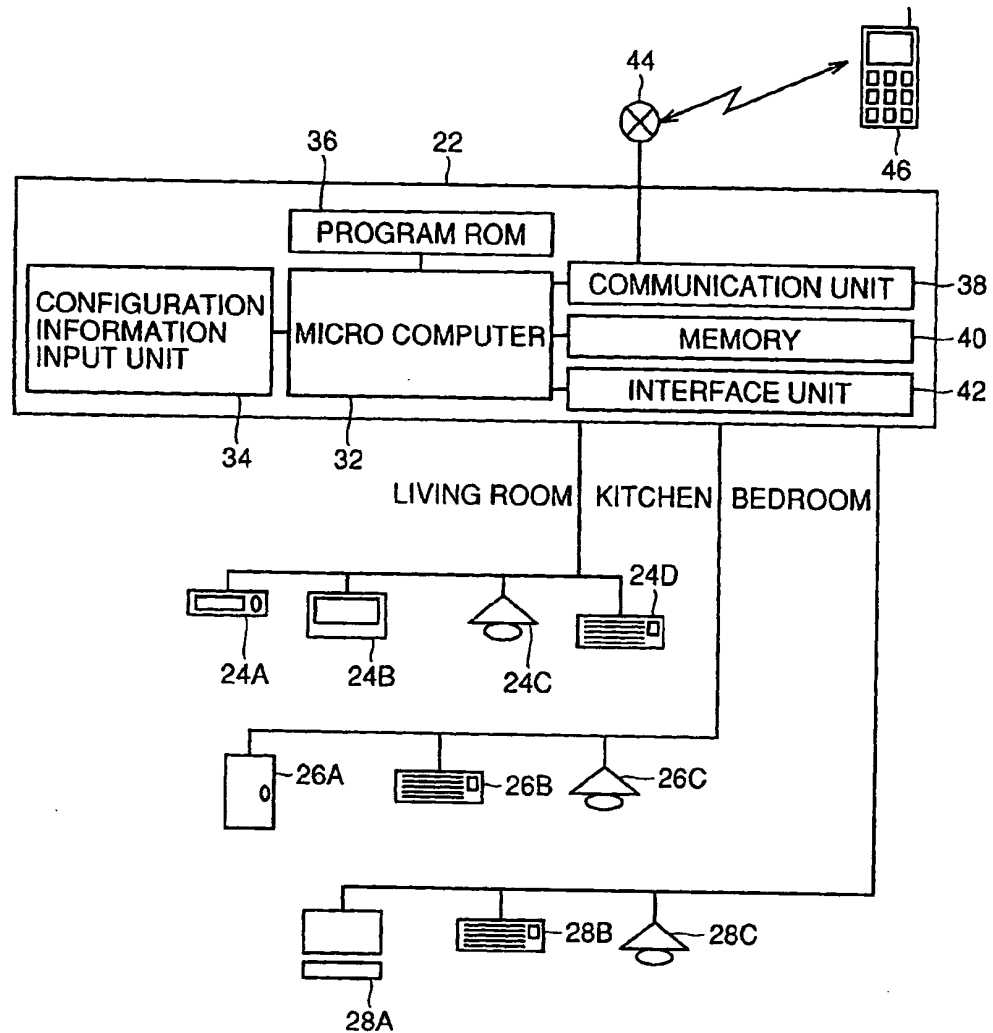 44
46
36
22
PROGRAM ROM
CONFIGURATION
INFORMATION
INPUT UNIT
MICRO COMPUTER
COMMUNICATION UNIT
38
MEMORY
40
INTERFACE UNIT
42
34
32
LIVING ROOM
KITCHEN
BEDROOM
24D
24A
24B
24C
26A
26B
26C
28B
28C
28A